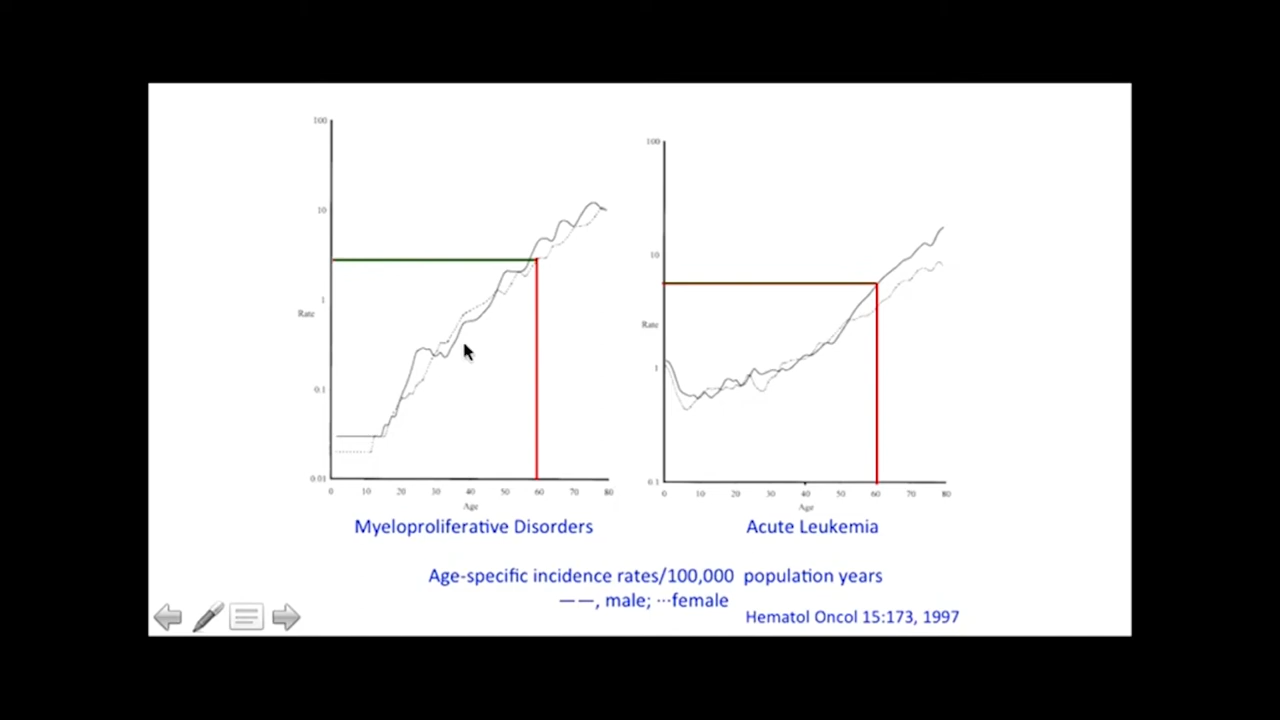 100
10
1
Rate
0.1
0.01
0 10 20 30 40 50 60 70 80
Age
Myeloproliferative Disorders
100
10
Rate
1
0.1
0 10 20 30 40 50 60 70 80
Age
Acute Leukemia
Age-specific incidence rates/100,000 population years
——, male; ···female
Hematol Oncol 15:173, 1997